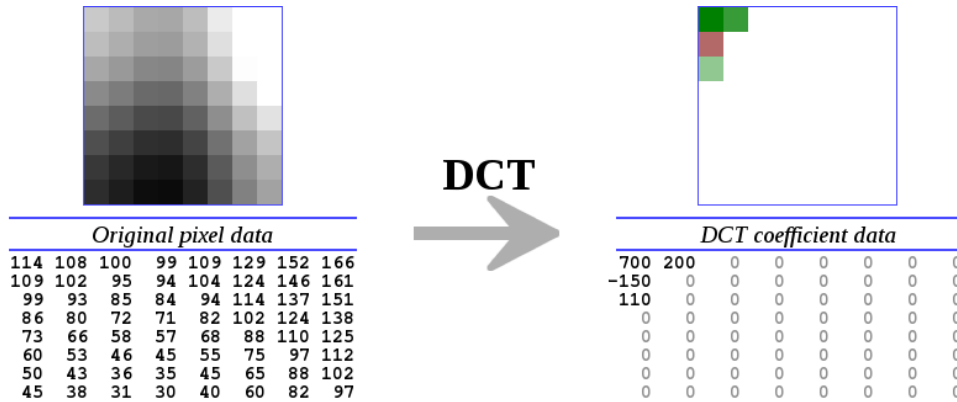 DCT
Original pixel data
114 108 100 99 109 129 152 166
109 102 95 94 104 124 146 161
99 93 85 84 94 114 137 151
86 80 72 71 82 102 124 138
73 66 58 57 68 88 110 125
60 53 46 45 55 75 97 112
50 43 36 35 45 65 88 102
45 38 31 30 40 60 82 97
DCT coefficient data
700 200 0 0 0 0 0 0
-150 0 0 0 0 0 0 0
110 0 0 0 0 0 0 0
0 0 0 0 0 0 0 0
0 0 0 0 0 0 0 0
0 0 0 0 0 0 0 0
0 0 0 0 0 0 0 0
0 0 0 0 0 0 0 0